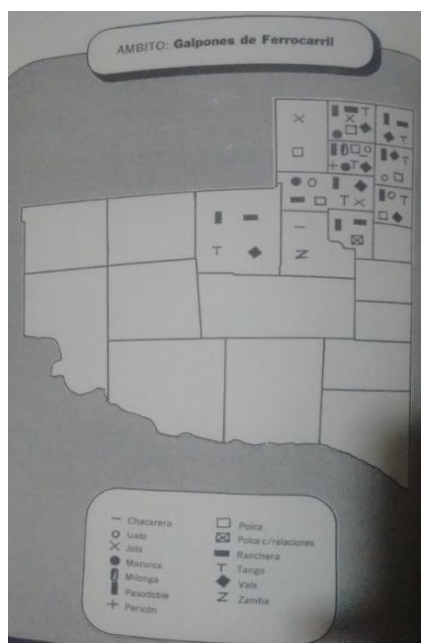 AMBITO: Galpones de Ferrocarril
Chacarera
Gato
Jota
Mazurca
Milonga
Pasodoble
Pericón
Polca
Polca c/relaciones
Ranchera
Tango
Vals
Zamba